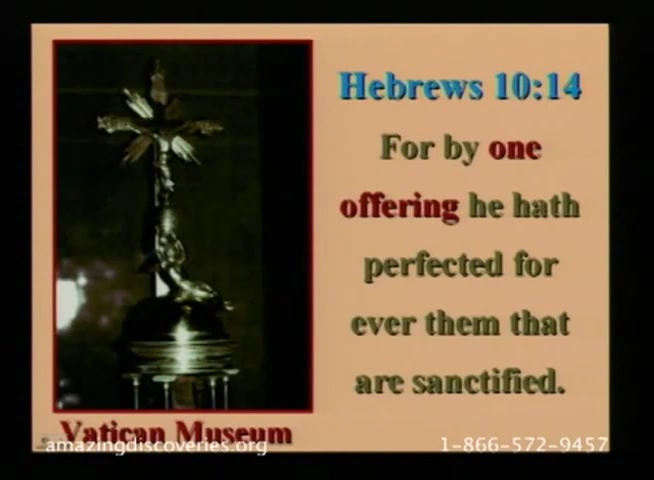 Hebrews 10:14
For by one
offering he hath
perfected for
ever them that
are sanctified.
Vatican Museum
amazingdiscoveries.org
1-866-572-9457